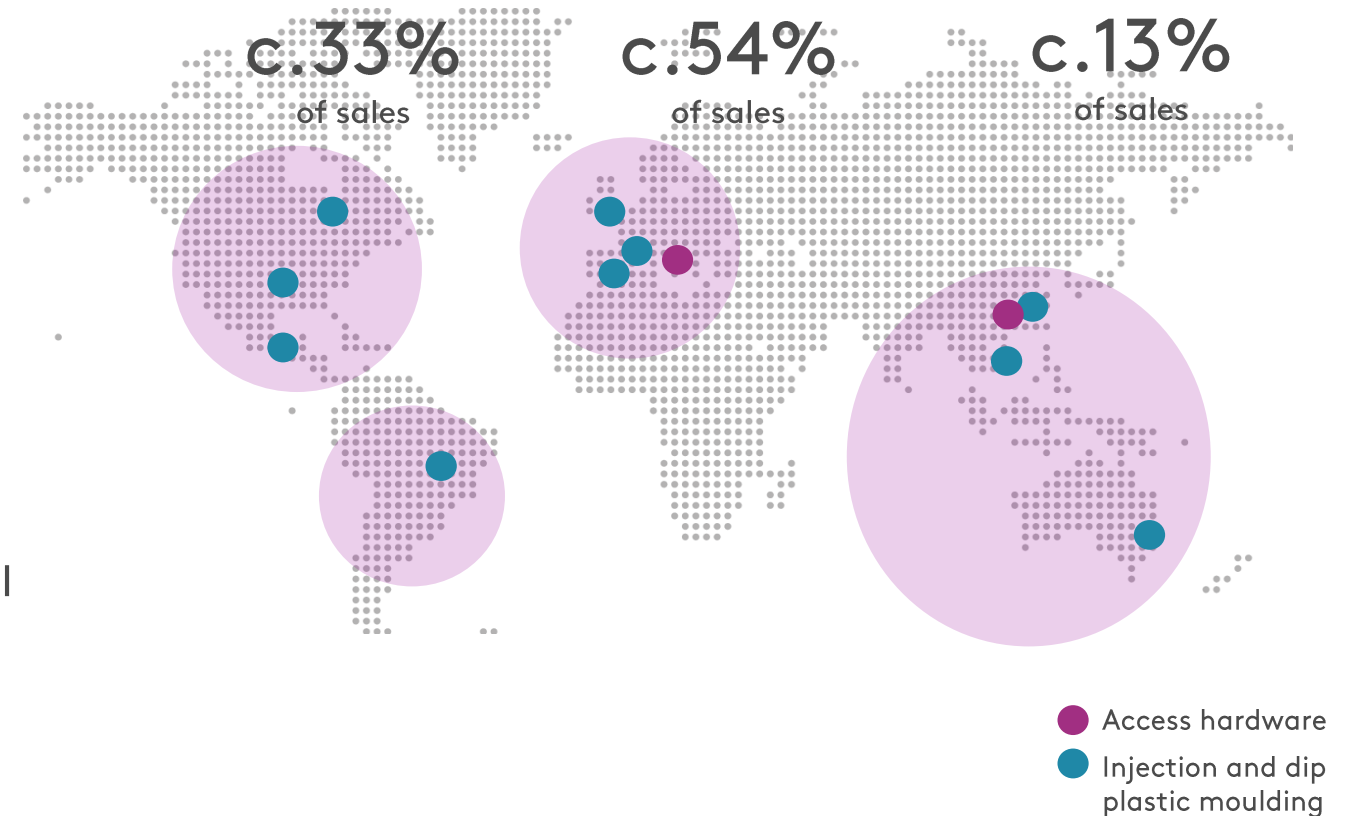 c.33%
of sales
c.54%
of sales
c.13%
of sales
Access hardware
Injection and dip
plastic moulding